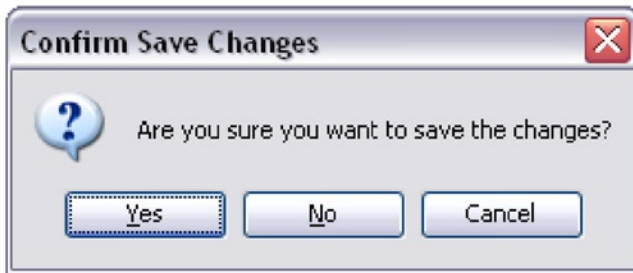 Confirm Save Changes
Are you sure you want to save the changes?
Yes No Cancel